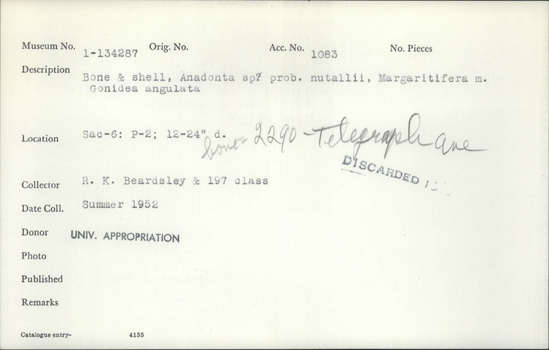 Museum No. 1-134287 Orig. No. Acc. No. 1083 No. Pieces
Description Bone & shell, Anadonta sp? prob. nutallii, Margaritifera m.
Gonidea angulata
Location Sac-6: P-2; 12-24" d.
2290 - Telegraph Ave
DISCARDED
Collector R. K. Beardsley & 197 class
Date Coll. Summer 1952
Donor UNIV. APPROPRIATION
Photo
Published
Remarks
Catalogue entry- 4155